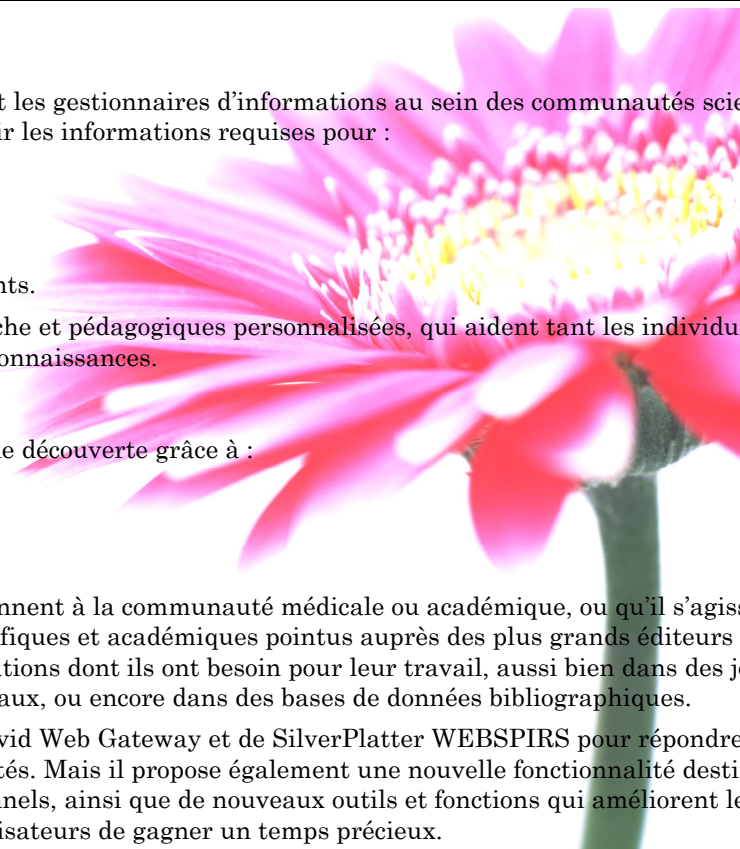 t les gestionnaires d’informations au sein des communautés scie
ir les informations requises pour :
nts.
che et pédagogiques personnalisées, qui aident tant les individu
onnaissances.
e découverte grâce à :
nnent à la communauté médicale ou académique, ou qu’il s’agiss
fiques et académiques pointus auprès des plus grands éditeurs
ations dont ils ont besoin pour leur travail, aussi bien dans des jo
aux, ou encore dans des bases de données bibliographiques.
vid Web Gateway et de SilverPlatter WEBSPIRS pour répondre
tés. Mais il propose également une nouvelle fonctionnalité desti
nnels, ainsi que de nouveaux outils et fonctions qui améliorent le
isateurs de gagner un temps précieux.